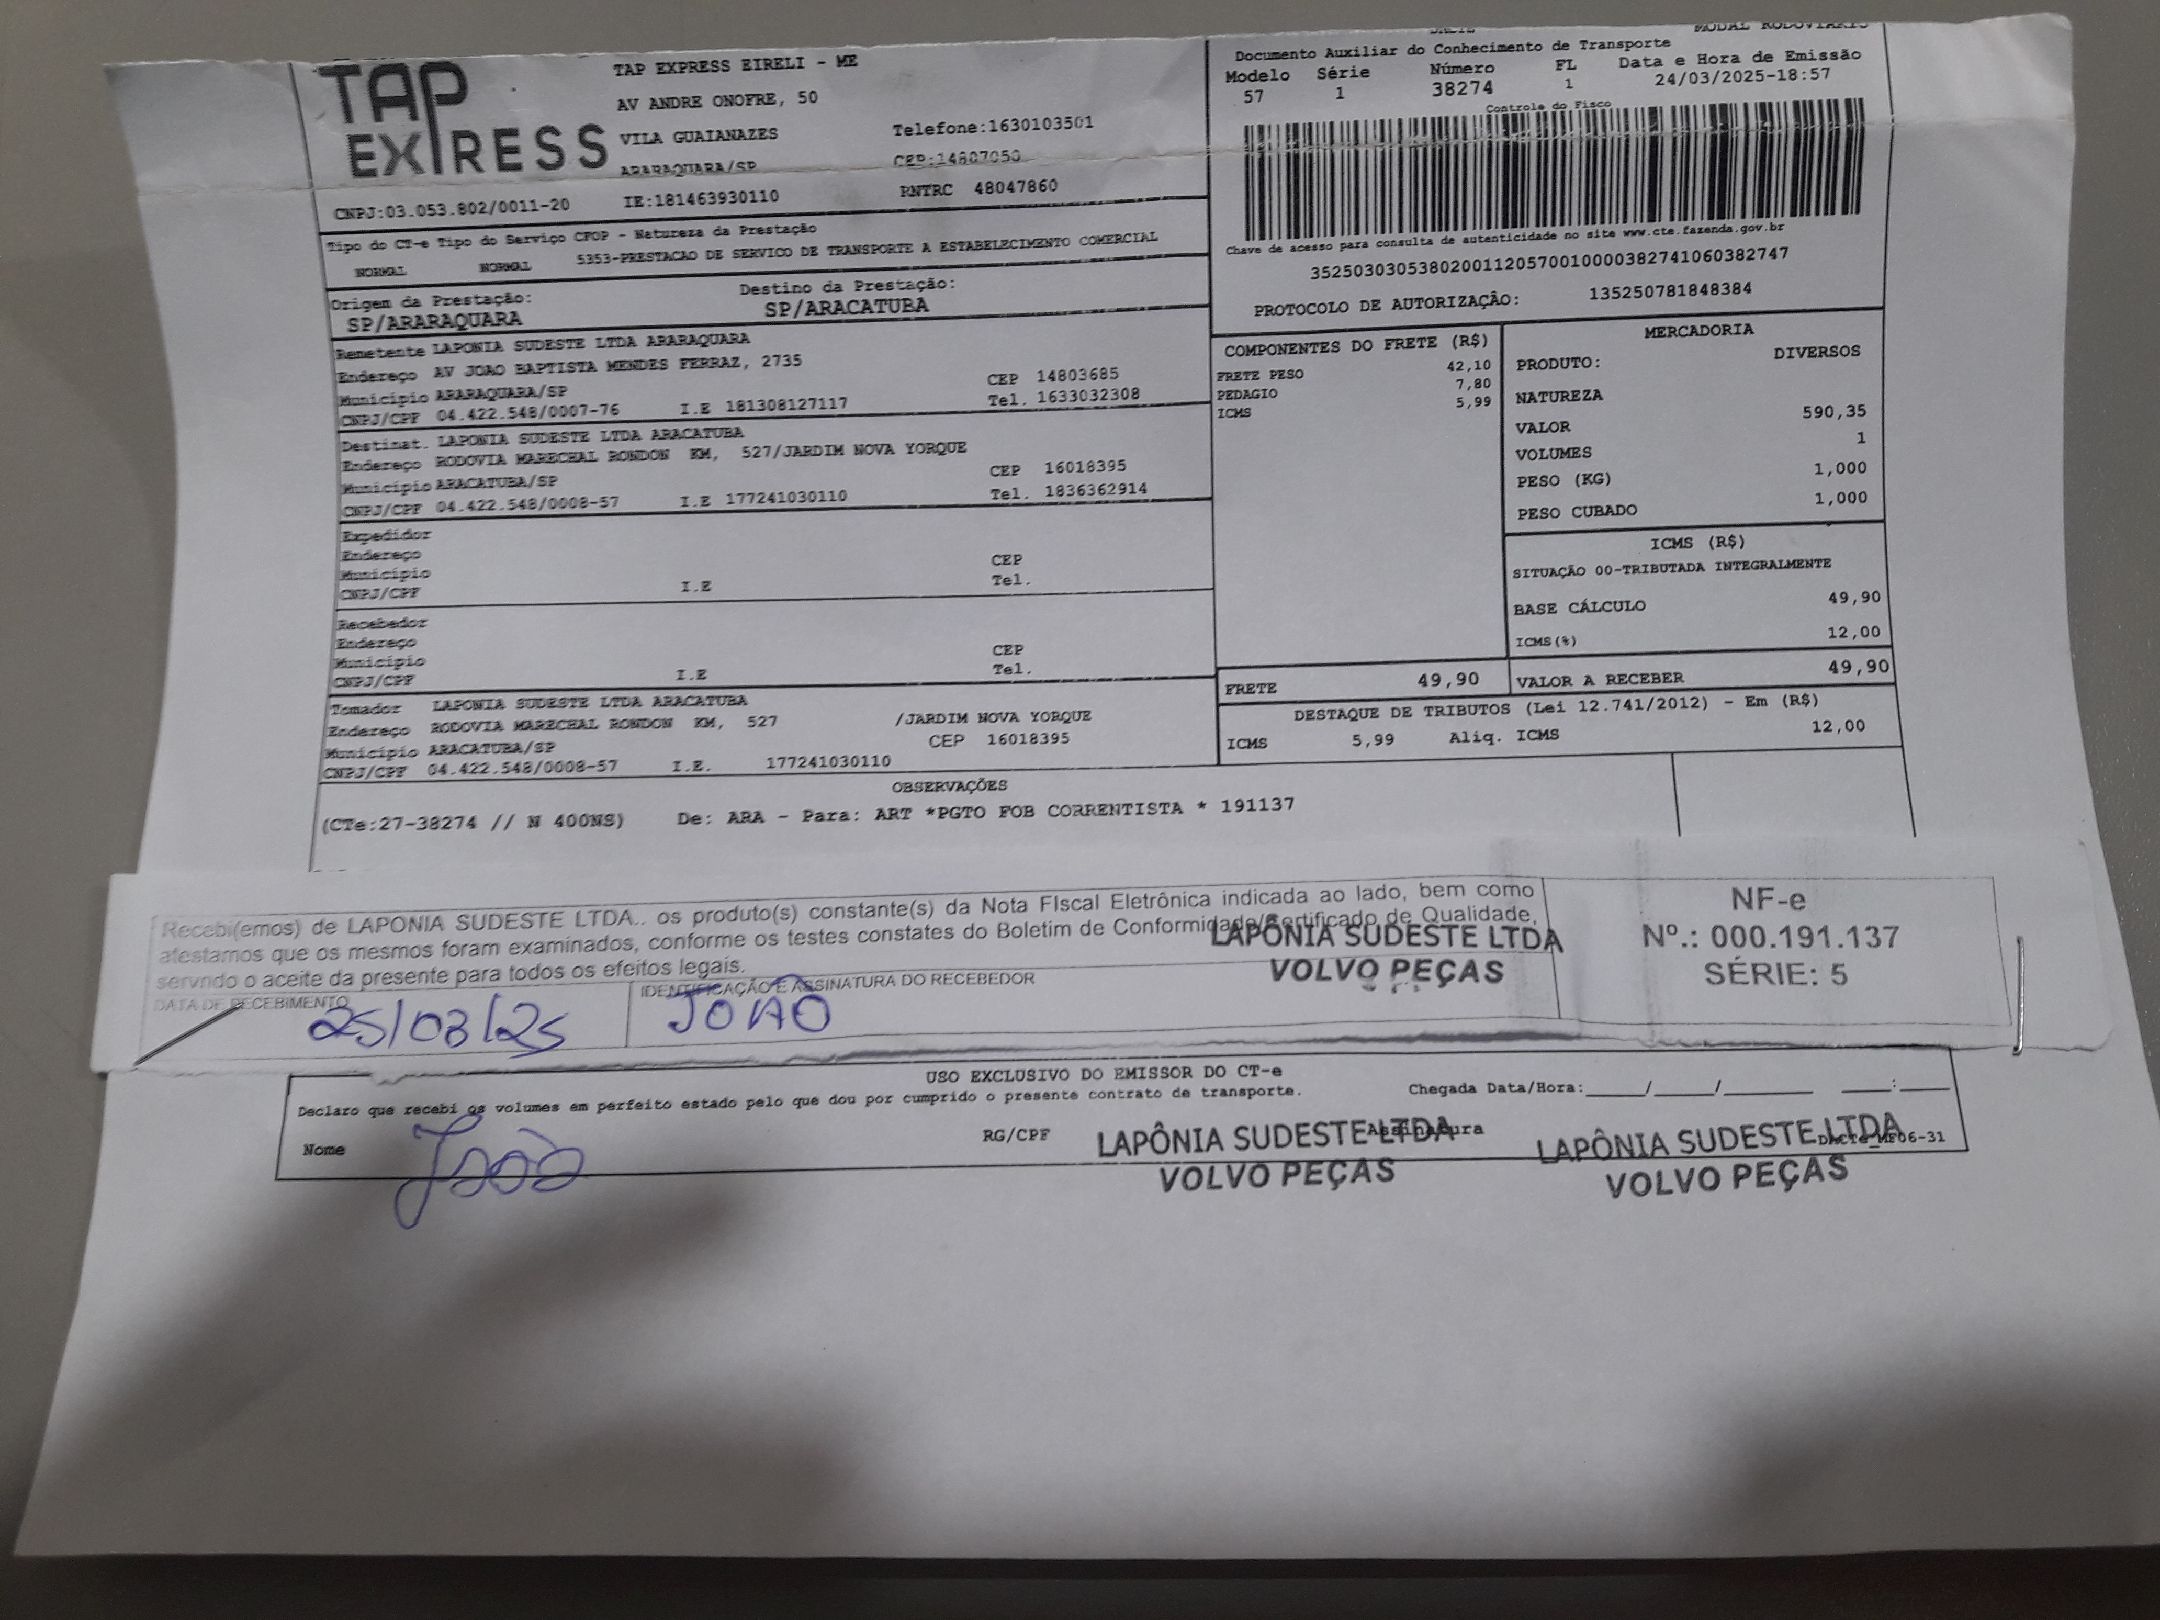 TAP EXPRESS
TAP EXPRESS EIRELI - ME
AV ANDRE ONOFRE, 50
VILA GUAIANAZES Telefone:1630103501
ARARAQUARA/SP CEP:14807050
CNPJ:03.053.802/0011-20 IE:181463930110 RNTRC 48047860
MODAL RODOVIÁRIO
Documento Auxiliar do Conhecimento de Transporte
Modelo Série Número FL Data e Hora de Emissão
57 1 38274 1 24/03/2025-18:57
Controle do Fisco
Chave de acesso para consulta de autenticidade no site www.cte.fazenda.gov.br
35250303053802001120570010000382741060382747
PROTOCOLO DE AUTORIZAÇÂO: 135250781848384
Tipo do CT-e Tipo do Serviço CFOP - Natureza da Prestação
NORMAL NORMAL 5353-PRESTACAO DE SERVICO DE TRANSPORTE A ESTABELECIMENTO COMERCIAL
Origem da Prestação: Destino da Prestação:
SP/ARARAQUARA SP/ARACATUBA
Remetente LAPONIA SUDESTE LTDA ARARAQUARA
Endereço AV JOAO BAPTISTA MENDES FERRAZ, 2735
Município ARARAQUARA/SP CEP 14803685
CNPJ/CPF 04.422.548/0007-76 I.E 181308127117 Tel. 1633032308
Destinat. LAPONIA SUDESTE LTDA ARACATUBA
Endereço RODOVIA MARECHAL RONDON KM, 527/JARDIM NOVA YORQUE
Município ARACATUBA/SP CEP 16018395
CNPJ/CPF 04.422.548/0008-57 I.E 177241030110 Tel. 1836362914
Expedidor
Endereço
Município CEP
CNPJ/CPF I.E Tel.
Recebedor
Endereço
Município CEP
CNPJ/CPF I.E Tel.
Tomador LAPONIA SUDESTE LTDA ARACATUBA
Endereço RODOVIA MARECHAL RONDON KM, 527 /JARDIM NOVA YORQUE
Município ARACATUBA/SP CEP 16018395
CNPJ/CPF 04.422.548/0008-57 I.E. 177241030110
COMPONENTES DO FRETE (R$)
FRETE PESO 42,10
PEDAGIO 7,80
ICMS 5,99
MERCADORIA
PRODUTO: DIVERSOS
NATUREZA
VALOR 590,35
VOLUMES 1
PESO (KG) 1,000
PESO CUBADO 1,000
ICMS (R$)
SITUAÇÃO 00-TRIBUTADA INTEGRALMENTE
BASE CÁLCULO 49,90
ICMS(%) 12,00
FRETE 49,90 VALOR A RECEBER 49,90
DESTAQUE DE TRIBUTOS (Lei 12.741/2012) - Em (R$)
ICMS 5,99 Aliq. ICMS 12,00
OBSERVAÇÕES
(CTe:27-38274 // N 400NS) De: ARA - Para: ART *PGTO FOB CORRENTISTA * 191137
Recebi(emos) de LAPONIA SUDESTE LTDA.. os produto(s) constante(s) da Nota FIscal Eletrônica indicada ao lado, bem como
atestamos que os mesmos foram examinados, conforme os testes constates do Boletim de Conformidade/Certificado de Qualidade,
servndo o aceite da presente para todos os efeitos legais.
LAPÔNIA SUDESTE LTDA
VOLVO PEÇAS
DATA DE RECEBIMENTO IDENTIFICAÇÃO E ASSINATURA DO RECEBEDOR
25/03/25 JOÃO
NF-e
Nº.: 000.191.137
SÉRIE: 5
USO EXCLUSIVO DO EMISSOR DO CT-e
Declaro que recebi os volumes em perfeito estado pelo que dou por cumprido o presente contrato de transporte. Chegada Data/Hora:____/____/______ ___:___
Nome João RG/CPF Assinatura
LAPÔNIA SUDESTE LTDA
VOLVO PEÇAS
LAPÔNIA SUDESTE LTDA
VOLVO PEÇAS